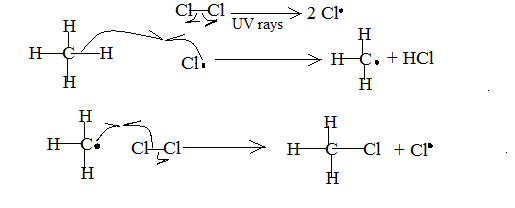 Cl—Cl UV rays 2 Cl•
H H
H—C—H Cl• H—C• + HCl
H H
H H
H—C• Cl—Cl H—C—Cl + Cl•
H H